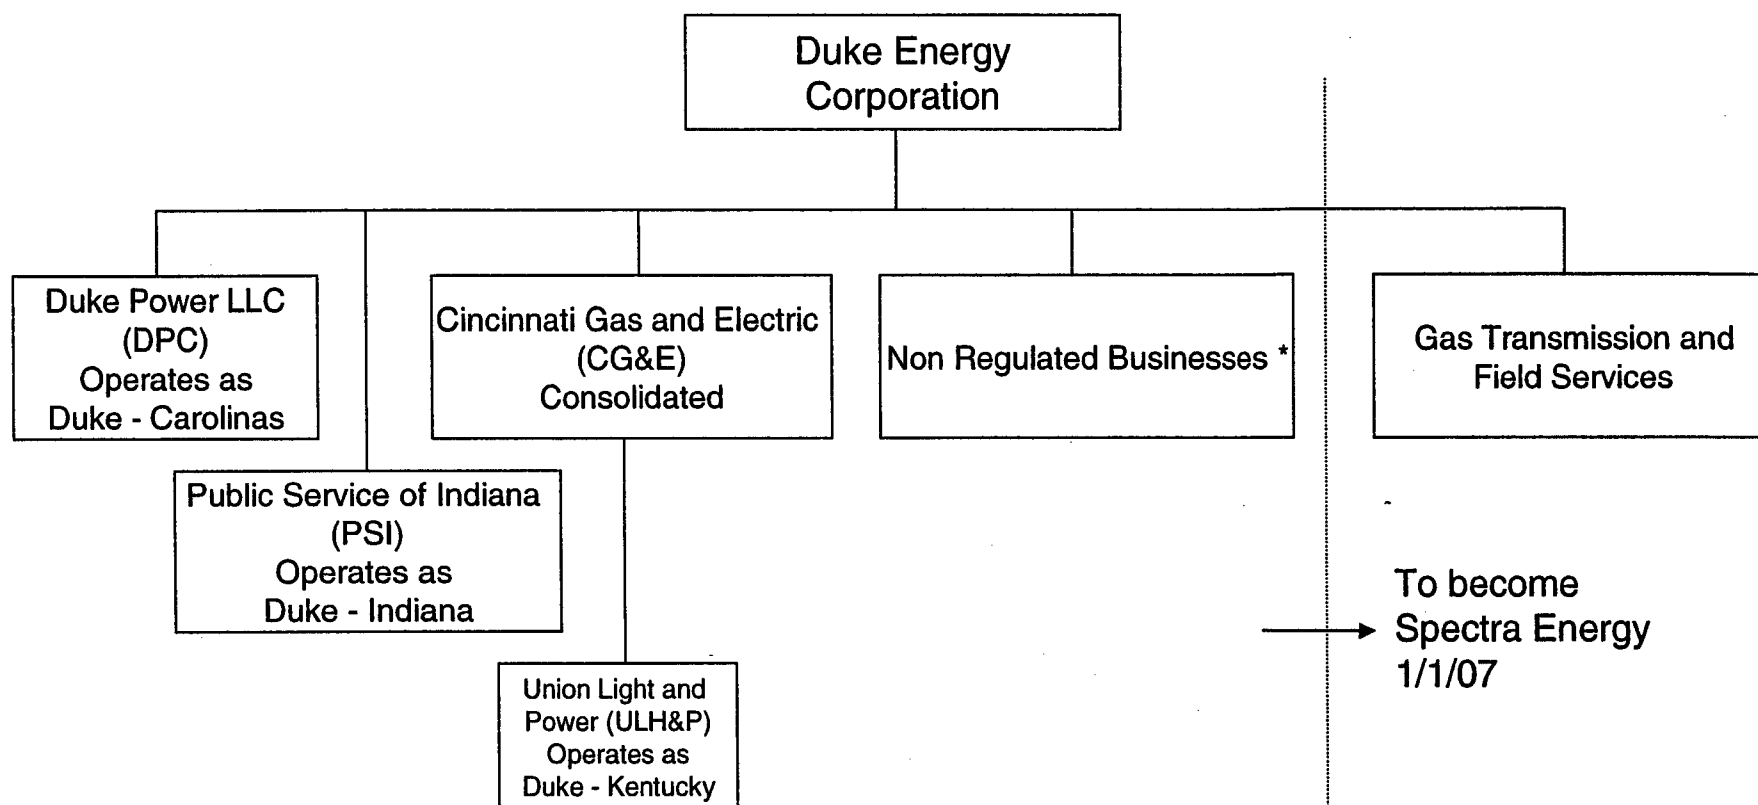 Duke Energy
Corporation
Duke Power LLC
(DPC)
Operates as
Duke - Carolinas
Cincinnati Gas and Electric
(CG&E)
Consolidated
Non Regulated Businesses *
Gas Transmission and
Field Services
Public Service of Indiana
(PSI)
Operates as
Duke - Indiana
To become
Spectra Energy
1/1/07
Union Light and
Power (ULH&P)
Operates as
Duke - Kentucky